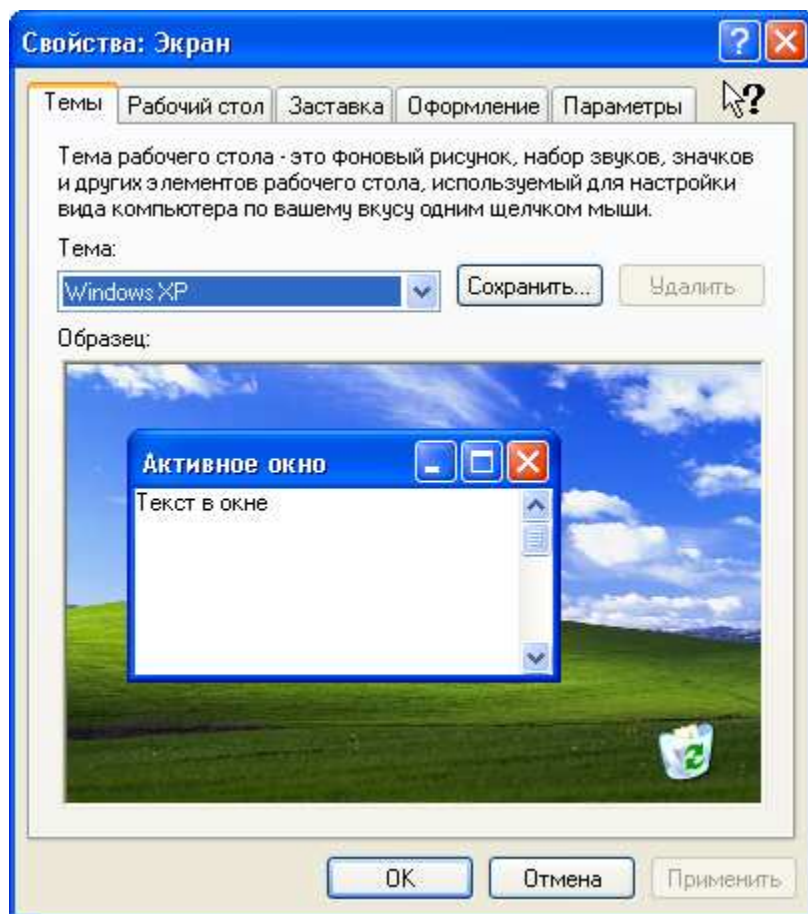 Свойства: Экран
Темы Рабочий стол Заставка Оформление Параметры
Тема рабочего стола - это фоновый рисунок, набор звуков, значков
и других элементов рабочего стола, используемый для настройки
вида компьютера по вашему вкусу одним щелчком мыши.
Тема:
Windows XP Сохранить... Удалить
Образец:
Активное окно
Текст в окне
OK Отмена Применить